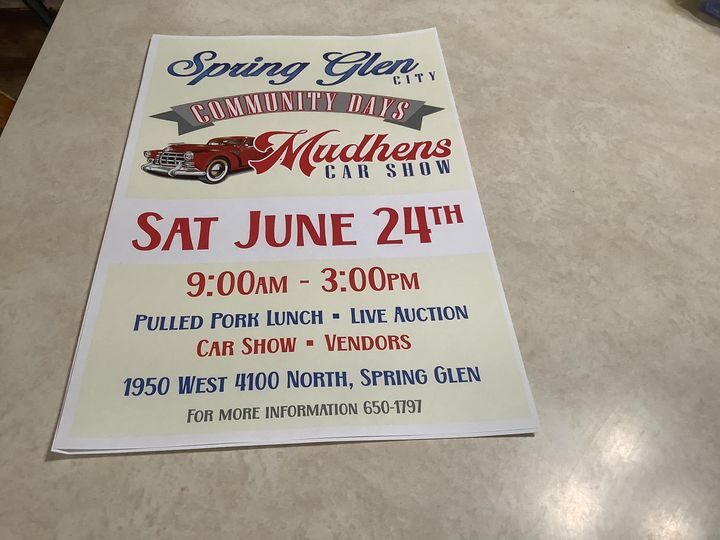 Spring Glen
CITY
COMMUNITY DAYS
Mudhens
CAR SHOW
SAT JUNE 24TH
9:00AM - 3:00PM
PULLED PORK LUNCH ▪ LIVE AUCTION
CAR SHOW ▪ VENDORS
1950 WEST 4100 NORTH, SPRING GLEN
FOR MORE INFORMATION 650-1797